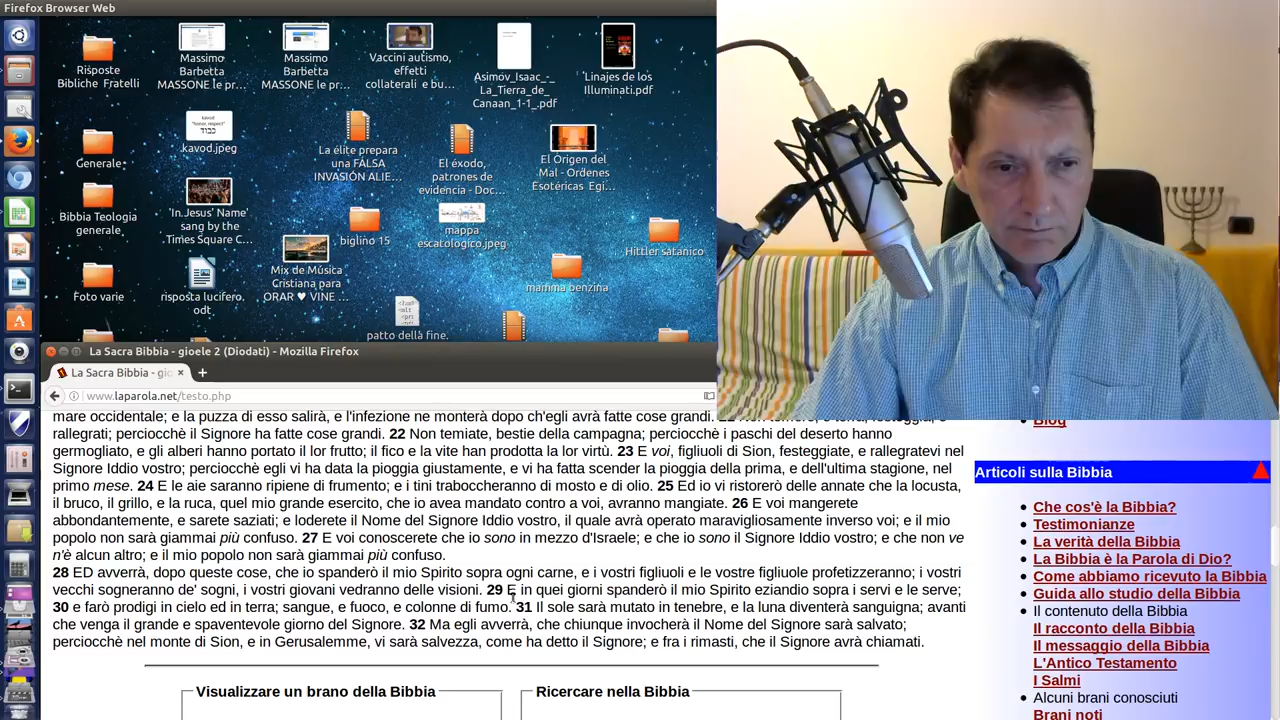 Firefox Browser Web
Risposte
Bibliche Fratelli
Massimo
Barbetta
MASSONE le pr...
Massimo
Barbetta
MASSONE le pr...
Vaccini autismo,
effetti
collaterali e bu...
Asimov_Isaac_-_
La_Tierra_de_
Canaan_1-1_.pdf
Linajes de los
Illuminati.pdf
Generale
kavod.jpeg
La élite prepara
una FALSA
INVASIÓN ALIE...
El éxodo,
patrones de
evidencia - Doc...
El Origen del
Mal - Ordenes
Esotéricas Egi...
Bibbia Teologia
generale
'In Jesus' Name'
sang by the
Times Square C...
biglino 15
mappa
escatologico.jpeg
Hittler satanico
Foto varie
risposta lucifero.
odt
Mix de Música
Cristiana para
ORAR ♥ VINE ...
mamma benzina
patto della fine.
La Sacra Bibbia - gioele 2 (Diodati) - Mozilla Firefox
La Sacra Bibbia - gio
www.laparola.net/testo.php
mare occidentale; e la puzza di esso salirà, e l'infezione ne monterà dopo ch'egli avrà fatte cose grandi.
rallegrati; perciocchè il Signore ha fatte cose grandi. 22 Non temiate, bestie della campagna; perciocchè i paschi del deserto hanno
germogliato, e gli alberi hanno portato il lor frutto; il fico e la vite han prodotta la lor virtù. 23 E voi, figliuoli di Sion, festeggiate, e rallegratevi nel
Signore Iddio vostro; perciocchè egli vi ha data la pioggia giustamente, e vi ha fatta scender la pioggia della prima, e dell'ultima stagione, nel
primo mese. 24 E le aie saranno ripiene di frumento; e i tini traboccheranno di mosto e di olio. 25 Ed io vi ristorerò delle annate che la locusta,
il bruco, il grillo, e la ruca, quel mio grande esercito, che io avea mandato contro a voi, avranno mangiate. 26 E voi mangerete
abbondantemente, e sarete saziati; e loderete il Nome del Signore Iddio vostro, il quale avrà operato maravigliosamente inverso voi; e il mio
popolo non sarà giammai più confuso. 27 E voi conoscerete che io sono in mezzo d'Israele; e che io sono il Signore Iddio vostro; e che non ve
n'è alcun altro; e il mio popolo non sarà giammai più confuso.
28 ED avverrà, dopo queste cose, che io spanderò il mio Spirito sopra ogni carne, e i vostri figliuoli e le vostre figliuole profetizzeranno; i vostri
vecchi sogneranno de' sogni, i vostri giovani vedranno delle visioni. 29 E in quei giorni spanderò il mio Spirito eziandio sopra i servi e le serve;
30 e farò prodigi in cielo ed in terra; sangue, e fuoco, e colonne di fumo. 31 Il sole sarà mutato in tenebre, e la luna diventerà sanguigna; avanti
che venga il grande e spaventevole giorno del Signore. 32 Ma egli avverrà, che chiunque invocherà il Nome del Signore sarà salvato;
perciocchè nel monte di Sion, e in Gerusalemme, vi sarà salvezza, come ha detto il Signore; e fra i rimasti, che il Signore avrà chiamati.
Visualizzare un brano della Bibbia
Ricercare nella Bibbia
Blog
Articoli sulla Bibbia
Che cos'è la Bibbia?
Testimonianze
La verità della Bibbia
La Bibbia è la Parola di Dio?
Come abbiamo ricevuto la Bibbia
Guida allo studio della Bibbia
Il contenuto della Bibbia
Il racconto della Bibbia
Il messaggio della Bibbia
L'Antico Testamento
I Salmi
Alcuni brani conosciuti
Brani noti